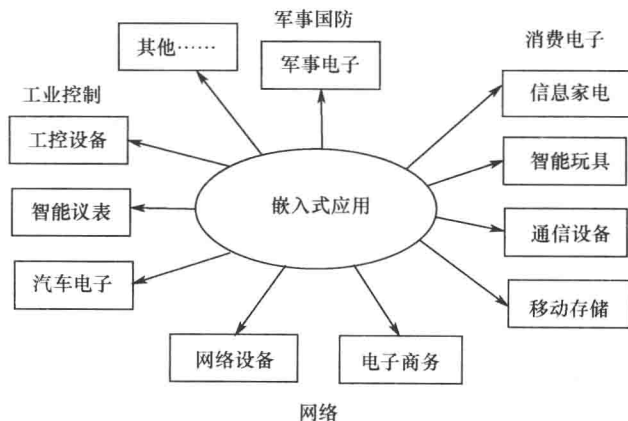 军事国防
其他……
军事电子
消费电子
信息家电
工业控制
工控设备
智能玩具
嵌入式应用
智能议表
通信设备
汽车电子
移动存储
网络设备
电子商务
网络